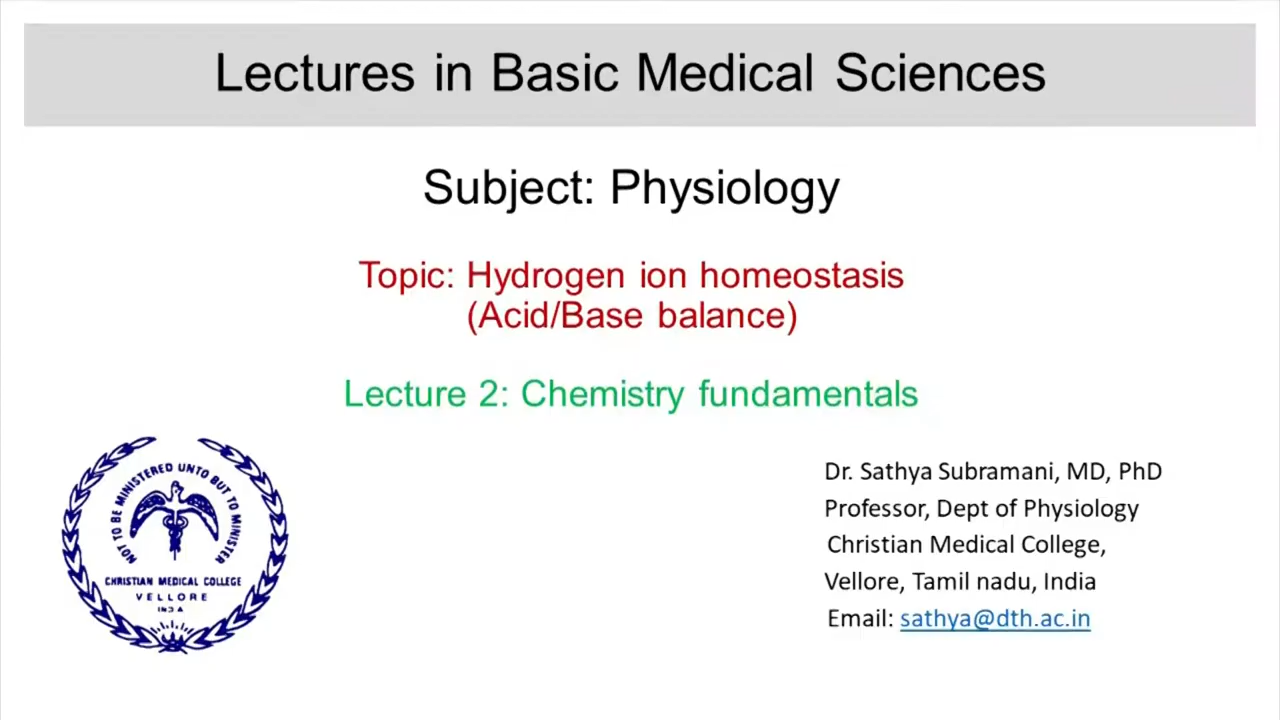 Lectures in Basic Medical Sciences
Subject: Physiology
Topic: Hydrogen ion homeostasis
(Acid/Base balance)
Lecture 2: Chemistry fundamentals
NOT TO BE MINISTERED UNTO BUT TO MINISTER
CHRISTIAN MEDICAL COLLEGE
VELLORE
INDIA
Dr. Sathya Subramani, MD, PhD
Professor, Dept of Physiology
Christian Medical College,
Vellore, Tamil nadu, India
Email: sathya@dth.ac.in